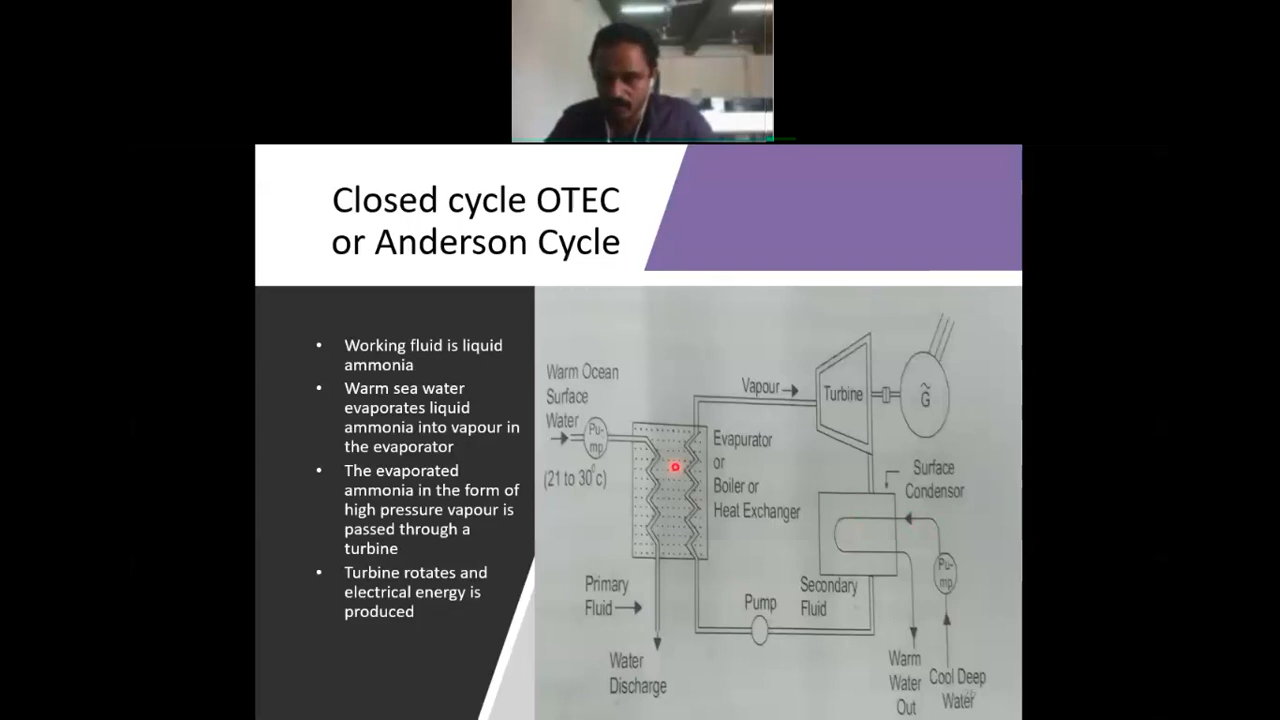 Closed cycle OTEC
or Anderson Cycle
• Working fluid is liquid
ammonia
• Warm sea water
evaporates liquid
ammonia into vapour in
the evaporator
• The evaporated
ammonia in the form of
high pressure vapour is
passed through a
turbine
• Turbine rotates and
electrical energy is
produced
Warm Ocean
Surface
Water
Pu-
mp
(21 to 30°c)
Vapour
Turbine
G̃
Evapurator
or
Boiler or
Heat Exchanger
Surface
Condensor
Primary
Fluid
Water
Discharge
Pump
Secondary
Fluid
Pu-
mp
Warm
Water
Out
Cool Deep
Water